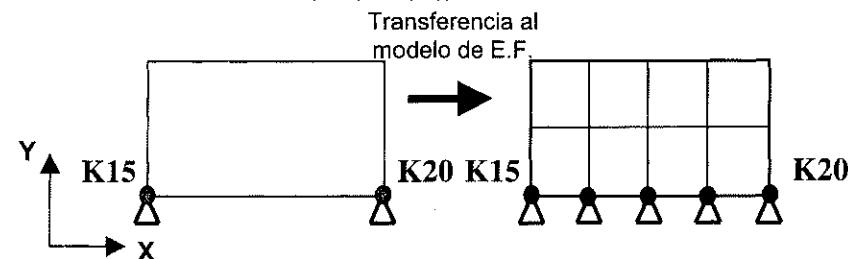 Transferencia al
modelo de E.F.
Y
K15
K20
K15
K20
X